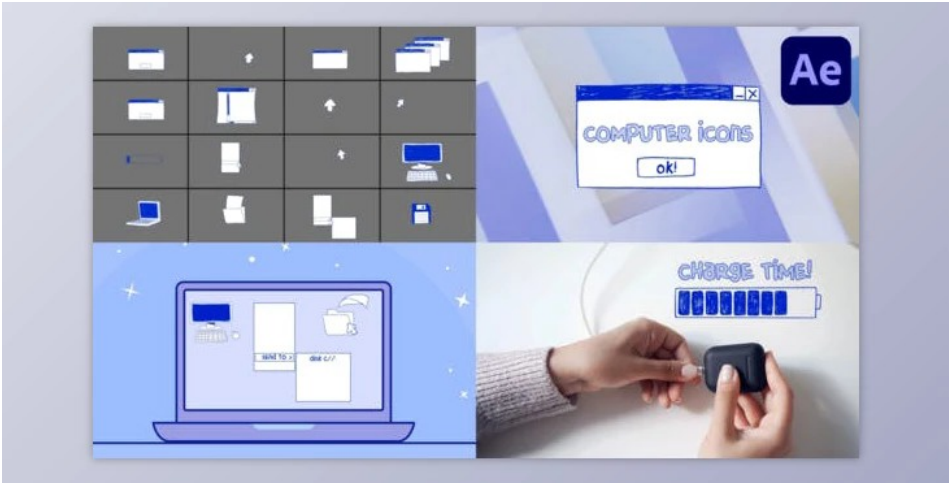 Ae
COMPUTER icons
ok!
CHARGE TIME!
send to >
disk c//